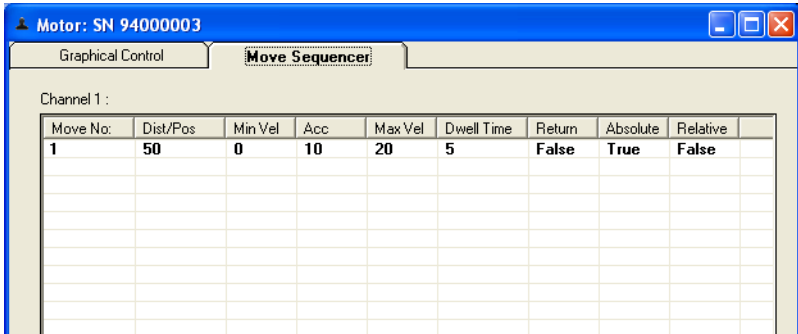 Motor: SN 94000003
Graphical Control Move Sequencer
Channel 1 :
Move No: Dist/Pos Min Vel Acc Max Vel Dwell Time Return Absolute Relative
1 50 0 10 20 5 False True False